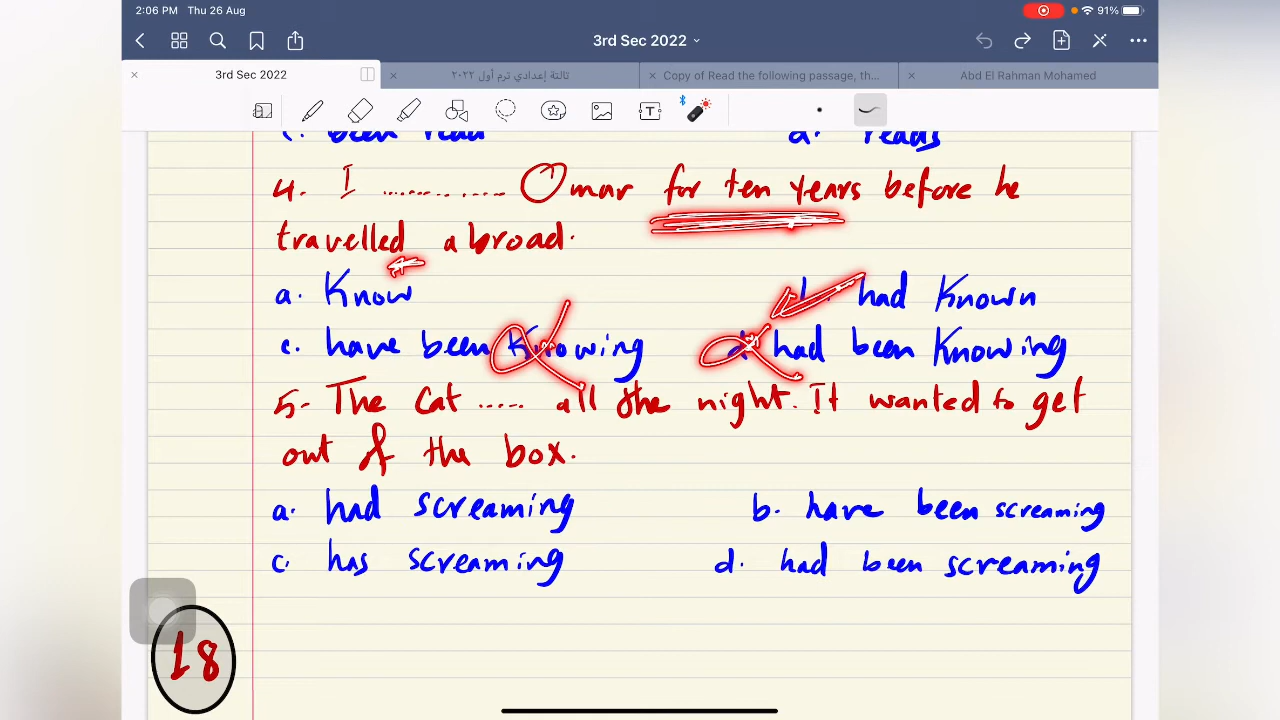 2:06 PM Thu 26 Aug 91%
3rd Sec 2022
3rd Sec 2022 تالتة إعدادي ترم أول ٢٠٢٢ Copy of Read the following passage, th... Abd El Rahman Mohamed
c. been read d. reads
4. I ............ Omar for ten years before he
travelled abroad.
a. Know b. had Known
c. have been Knowing d. had been Knowing
5- The Cat ..... all the night. It wanted to get
out of the box.
a. had screaming b. have been screaming
c. has screaming d. had been screaming
18